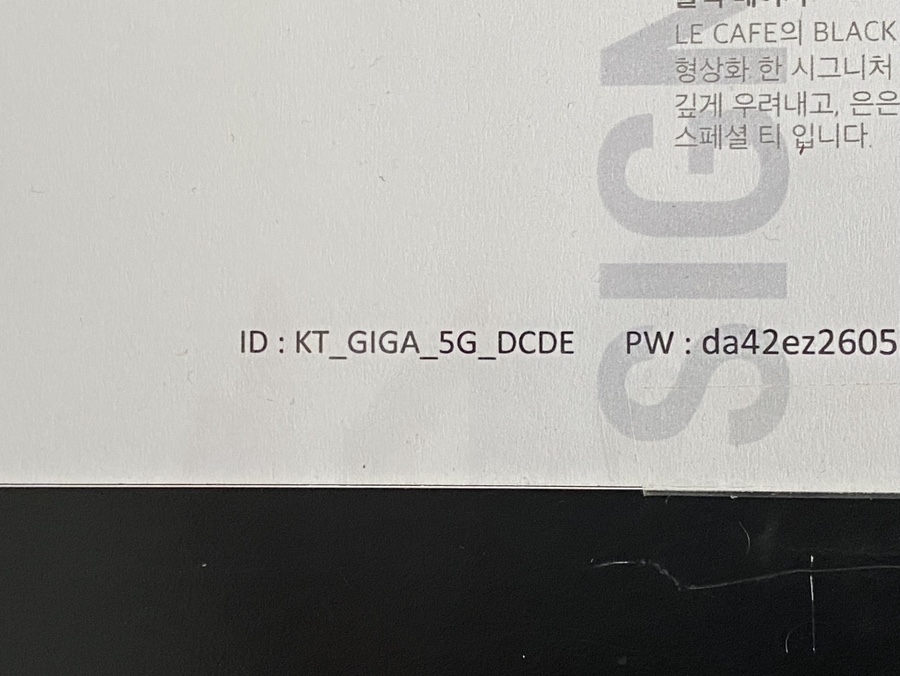 LE CAFE의 BLACK
형상화 한 시그니처
깊게 우려내고, 은은
스페셜 티 입니다.
SIGN
ID : KT_GIGA_5G_DCDE PW : da42ez2605